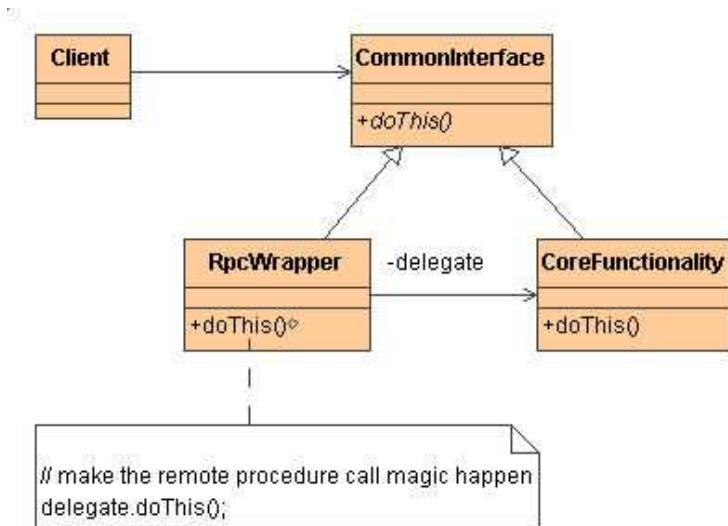 Client
CommonInterface
+doThis()
RpcWrapper
-delegate
CoreFunctionality
+doThis()
+doThis()
// make the remote procedure call magic happen
delegate.doThis();